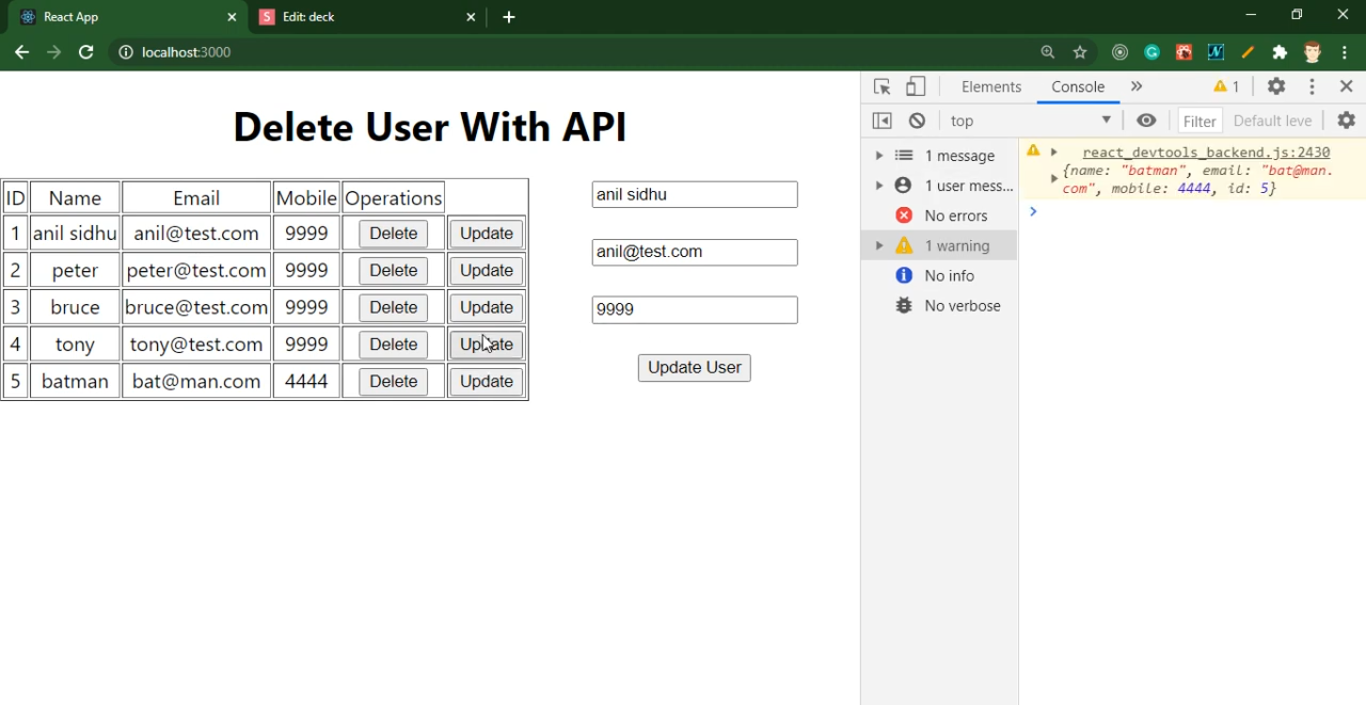 React App
S Edit: deck
localhost:3000
Delete User With API
ID Name Email Mobile Operations
1 anil sidhu anil@test.com 9999 Delete Update
2 peter peter@test.com 9999 Delete Update
3 bruce bruce@test.com 9999 Delete Update
4 tony tony@test.com 9999 Delete Update
5 batman bat@man.com 4444 Delete Update
anil sidhu
anil@test.com
9999
Update User
Elements Console » 1
top Filter Default leve
1 message
1 user mess...
No errors
1 warning
No info
No verbose
react_devtools_backend.js:2430
{name: "batman", email: "bat@man.
com", mobile: 4444, id: 5}